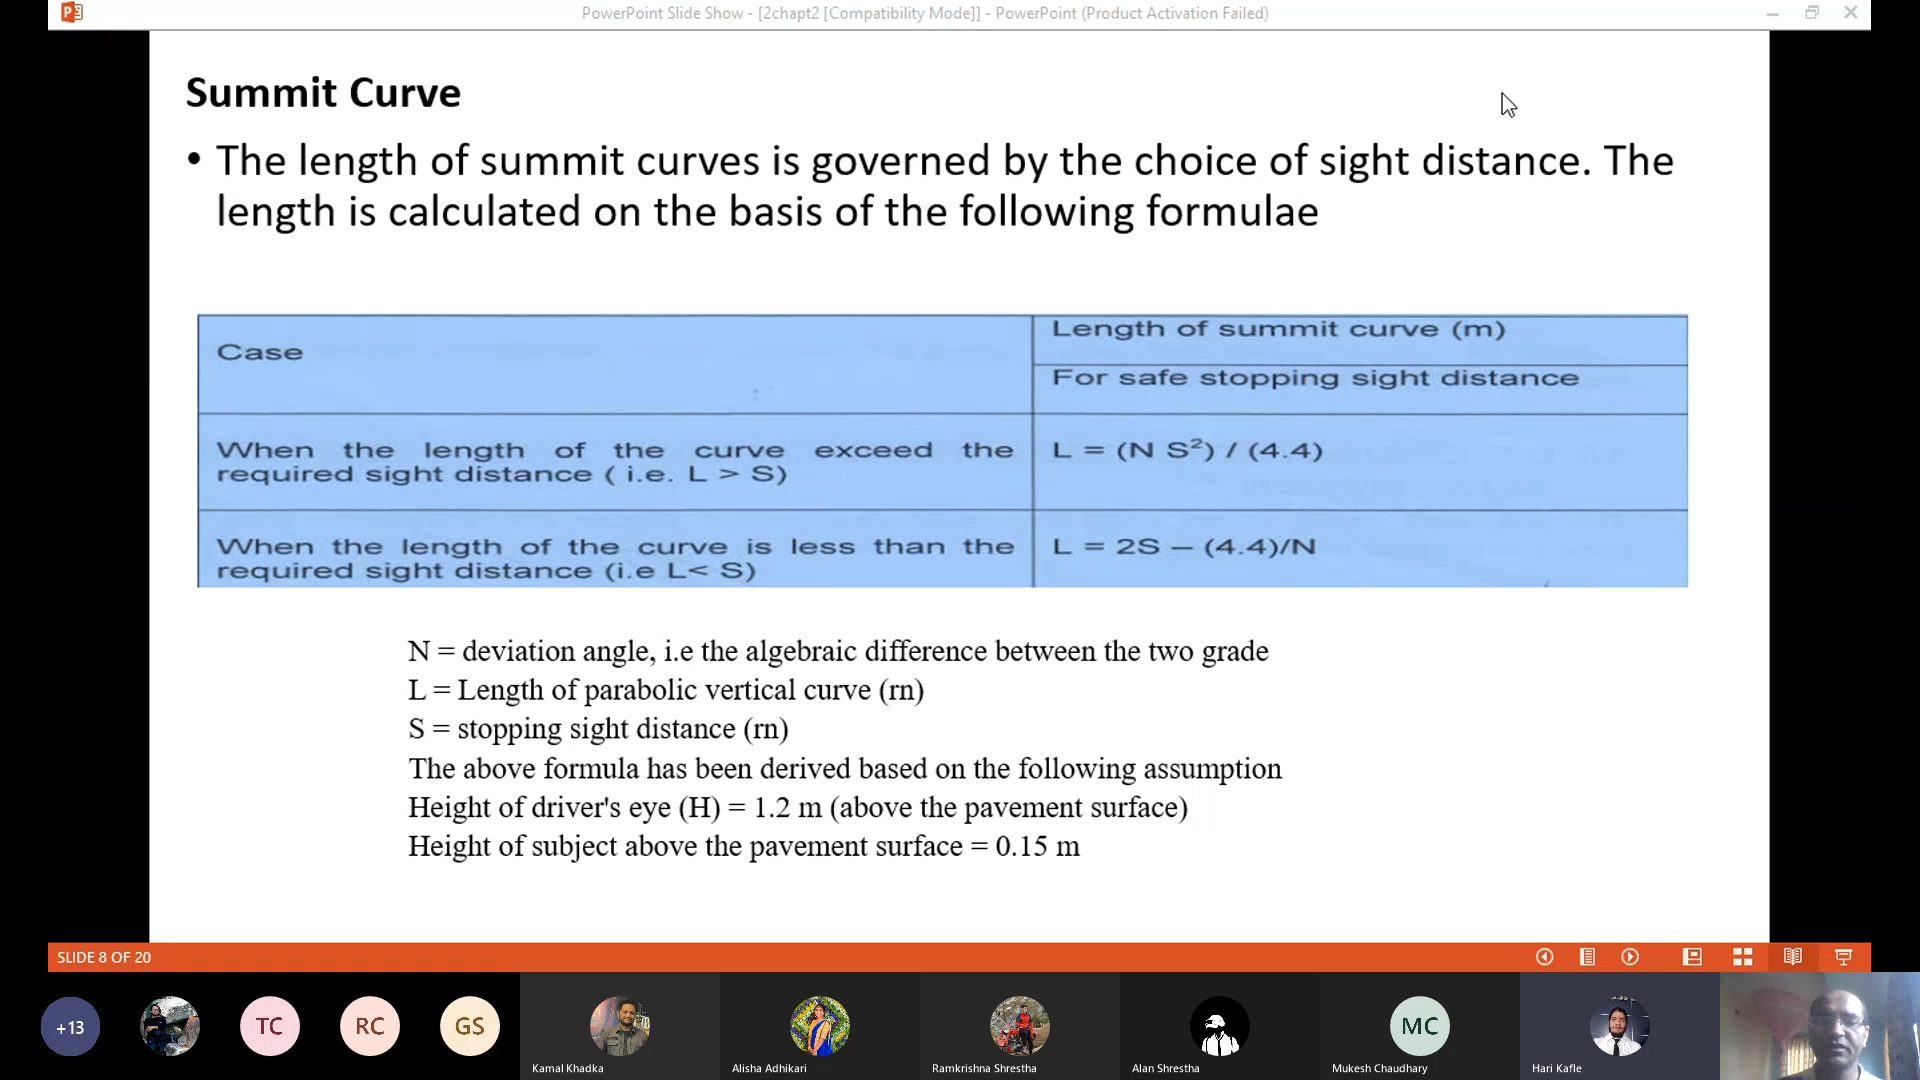 PowerPoint Slide Show - [2chapt2 [Compatibility Mode]] - PowerPoint (Product Activation Failed)
Summit Curve
• The length of summit curves is governed by the choice of sight distance. The
length is calculated on the basis of the following formulae
Case
Length of summit curve (m)
For safe stopping sight distance
When the length of the curve exceed the
required sight distance ( i.e. L > S)
L = (N S²) / (4.4)
When the length of the curve is less than the
required sight distance (i.e L< S)
L = 2S – (4.4)/N
N = deviation angle, i.e the algebraic difference between the two grade
L = Length of parabolic vertical curve (rn)
S = stopping sight distance (rn)
The above formula has been derived based on the following assumption
Height of driver's eye (H) = 1.2 m (above the pavement surface)
Height of subject above the pavement surface = 0.15 m
SLIDE 8 OF 20
+13
TC
RC
GS
MC
Kamal Khadka
Alisha Adhikari
Ramkrishna Shrestha
Alan Shrestha
Mukesh Chaudhary
Hari Kafle